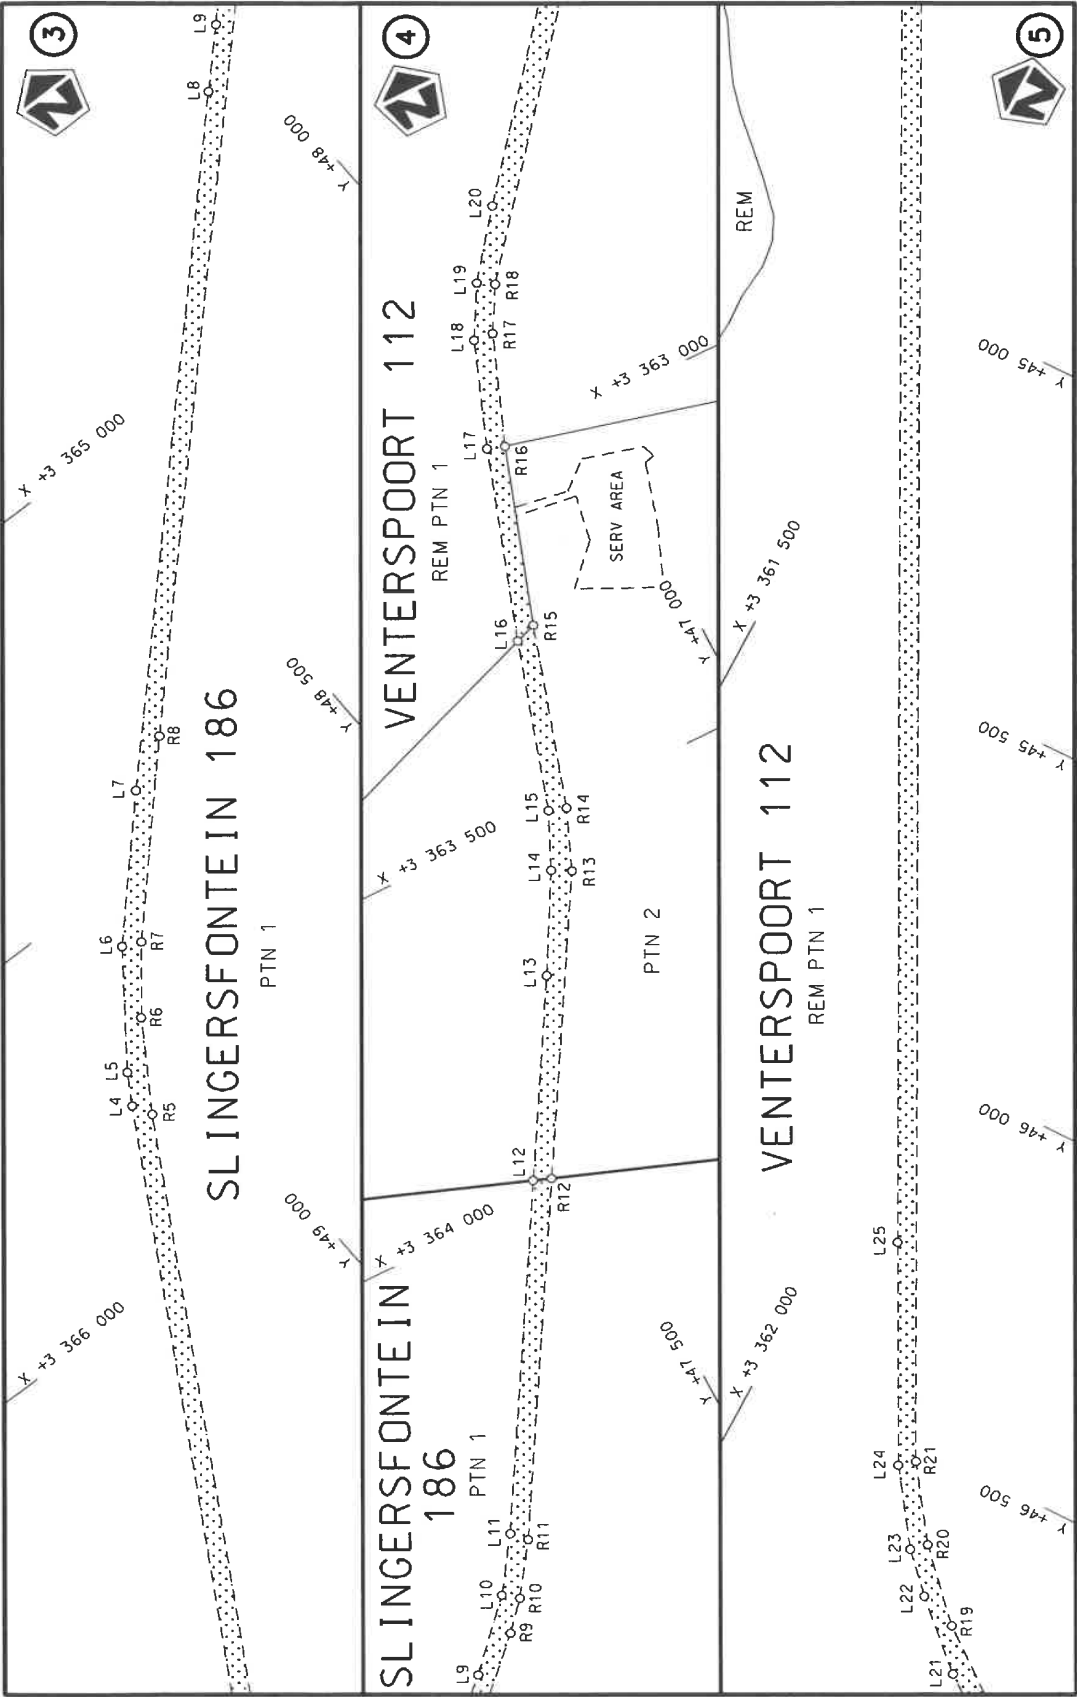 3
L4
L5
L6
L7
L8
L9
R5
R6
R7
R8
X +3 366 000
X +3 365 000
SLINGERSFONTEIN 186
PTN 1
Y +49 000
Y +48 500
Y +48 000
4
SLINGERSFONTEIN
186
PTN 1
VENTERSPOORT 112
REM PTN 1
X +3 364 000
X +3 363 500
X +3 363 000
L9
L10
L11
L12
L13
L14
L15
L16
L17
L18
L19
L20
R9
R10
R11
R12
R13
R14
R15
R16
R17
R18
PTN 2
SERV AREA
Y +47 500
Y +47 000
5
X +3 362 000
X +3 361 500
VENTERSPOORT 112
REM PTN 1
REM
L21
L22
L23
L24
L25
R19
R20
R21
Y +46 500
Y +46 000
Y +45 500
Y +45 000